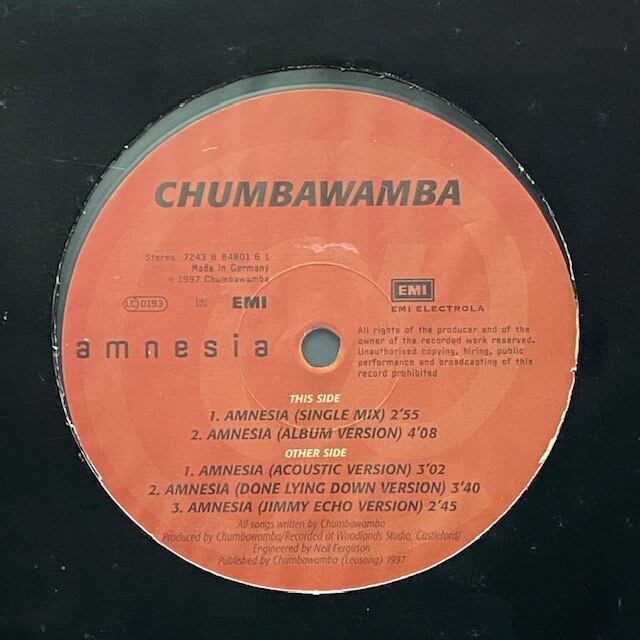 CHUMBAWAMBA
Stereo 7243 8 84801 6 1
Made in Germany
℗ 1997 Chumbawamba
LC 0193
EMI
EMI
EMI ELECTROLA
amnesia
All rights of the producer and of the
owner of the recorded work reserved.
Unauthorised copying, hiring, public
performance and broadcasting of this
record prohibited
THIS SIDE
1. AMNESIA (SINGLE MIX) 2'55
2. AMNESIA (ALBUM VERSION) 4'08
OTHER SIDE
1. AMNESIA (ACOUSTIC VERSION) 3'02
2. AMNESIA (DONE LYING DOWN VERSION) 3'40
3. AMNESIA (JIMMY ECHO VERSION) 2'45
All songs written by Chumbawamba
Produced by Chumbawamba/Recorded at Woodlands Studio, Castleford/
Engineered by Neil Ferguson
Published by Chumbawamba (Leosong) 1997